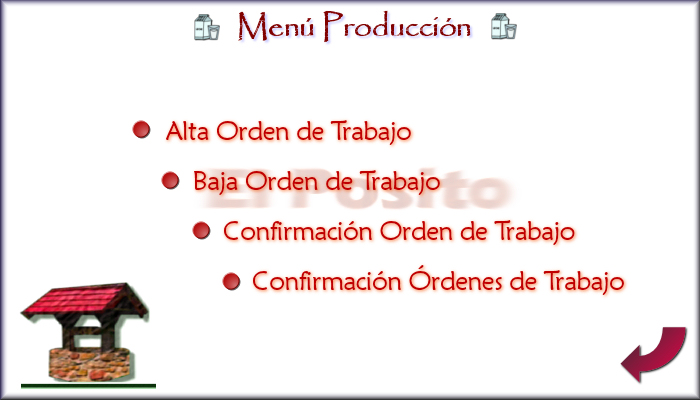 Menú Producción
Alta Orden de Trabajo
El Posito
Baja Orden de Trabajo
Confirmación Orden de Trabajo
Confirmación Órdenes de Trabajo